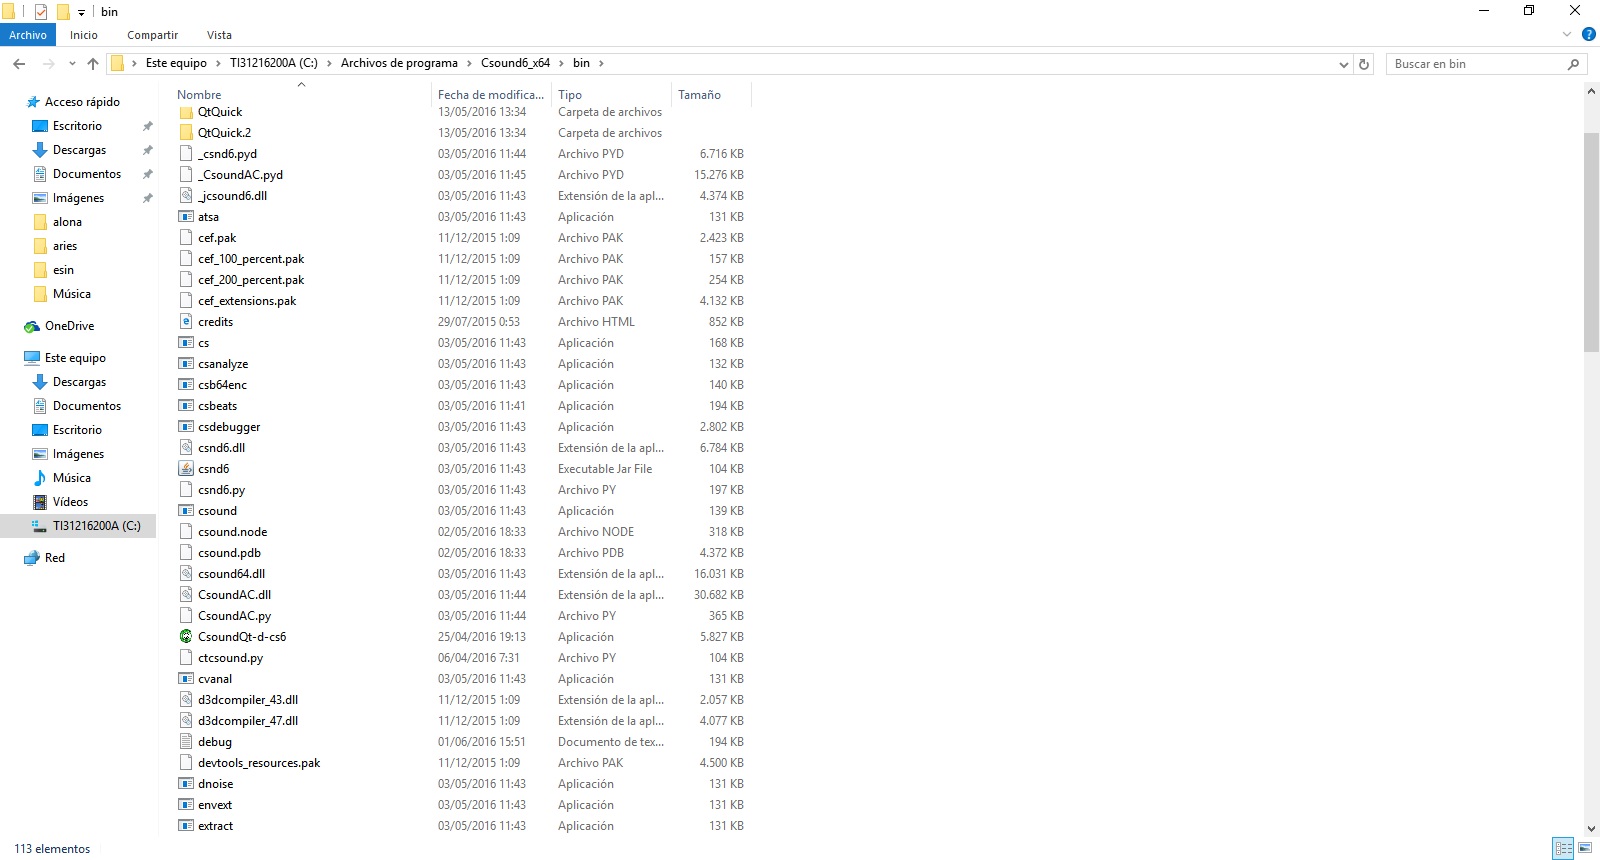 bin
Archivo Inicio Compartir Vista
Este equipo > TI31216200A (C:) > Archivos de programa > Csound6_x64 > bin >
Buscar en bin
Acceso rápido
Escritorio
Descargas
Documentos
Imágenes
alona
aries
esin
Música
OneDrive
Este equipo
Descargas
Documentos
Escritorio
Imágenes
Música
Vídeos
TI31216200A (C:)
Red
Nombre Fecha de modifica... Tipo Tamaño
QtQuick 13/05/2016 13:34 Carpeta de archivos
QtQuick.2 13/05/2016 13:34 Carpeta de archivos
_csnd6.pyd 03/05/2016 11:44 Archivo PYD 6.716 KB
_CsoundAC.pyd 03/05/2016 11:45 Archivo PYD 15.276 KB
_jcsound6.dll 03/05/2016 11:43 Extensión de la apl... 4.374 KB
atsa 03/05/2016 11:43 Aplicación 131 KB
cef.pak 11/12/2015 1:09 Archivo PAK 2.423 KB
cef_100_percent.pak 11/12/2015 1:09 Archivo PAK 157 KB
cef_200_percent.pak 11/12/2015 1:09 Archivo PAK 254 KB
cef_extensions.pak 11/12/2015 1:09 Archivo PAK 4.132 KB
credits 29/07/2015 0:53 Archivo HTML 852 KB
cs 03/05/2016 11:43 Aplicación 168 KB
csanalyze 03/05/2016 11:43 Aplicación 132 KB
csb64enc 03/05/2016 11:43 Aplicación 140 KB
csbeats 03/05/2016 11:41 Aplicación 194 KB
csdebugger 03/05/2016 11:43 Aplicación 2.802 KB
csnd6.dll 03/05/2016 11:43 Extensión de la apl... 6.784 KB
csnd6 03/05/2016 11:43 Executable Jar File 104 KB
csnd6.py 03/05/2016 11:43 Archivo PY 197 KB
csound 03/05/2016 11:43 Aplicación 139 KB
csound.node 02/05/2016 18:33 Archivo NODE 318 KB
csound.pdb 02/05/2016 18:33 Archivo PDB 4.372 KB
csound64.dll 03/05/2016 11:43 Extensión de la apl... 16.031 KB
CsoundAC.dll 03/05/2016 11:44 Extensión de la apl... 30.682 KB
CsoundAC.py 03/05/2016 11:44 Archivo PY 365 KB
CsoundQt-d-cs6 25/04/2016 19:13 Aplicación 5.827 KB
ctcsound.py 06/04/2016 7:31 Archivo PY 104 KB
cvanal 03/05/2016 11:43 Aplicación 131 KB
d3dcompiler_43.dll 11/12/2015 1:09 Extensión de la apl... 2.057 KB
d3dcompiler_47.dll 11/12/2015 1:09 Extensión de la apl... 4.077 KB
debug 01/06/2016 15:51 Documento de tex... 194 KB
devtools_resources.pak 11/12/2015 1:09 Archivo PAK 4.500 KB
dnoise 03/05/2016 11:43 Aplicación 131 KB
envext 03/05/2016 11:43 Aplicación 131 KB
extract 03/05/2016 11:43 Aplicación 131 KB
113 elementos